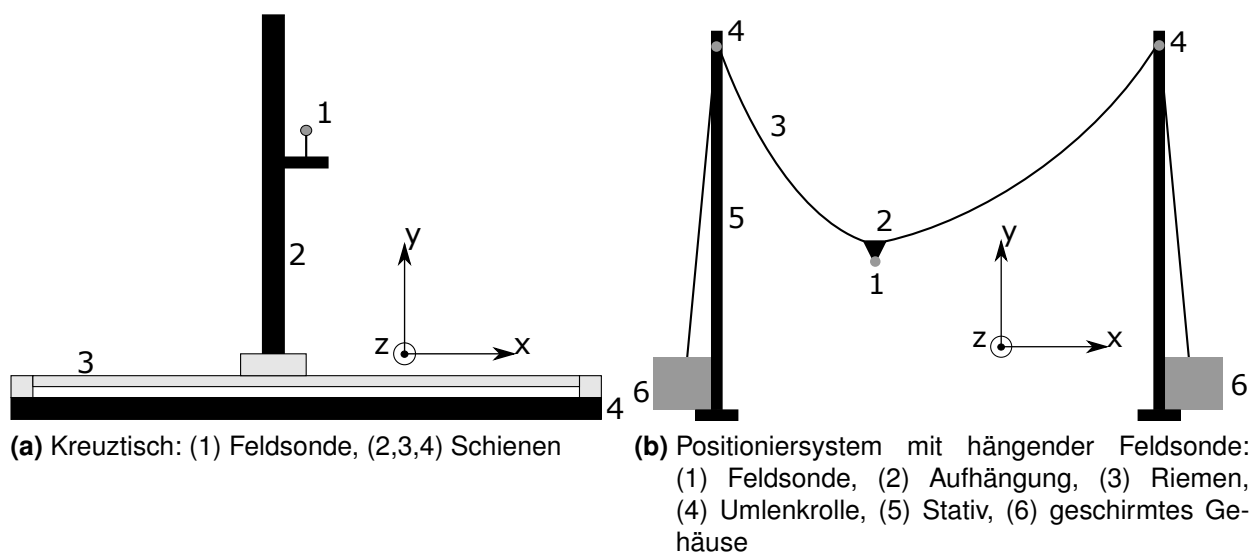 1
2
3
4
y
x
z
(a) Kreuztisch: (1) Feldsonde, (2,3,4) Schienen
4
4
3
5
2
1
y
x
z
6
6
(b) Positioniersystem mit hängender Feldsonde:
(1) Feldsonde, (2) Aufhängung, (3) Riemen,
(4) Umlenkrolle, (5) Stativ, (6) geschirmtes Ge-
häuse